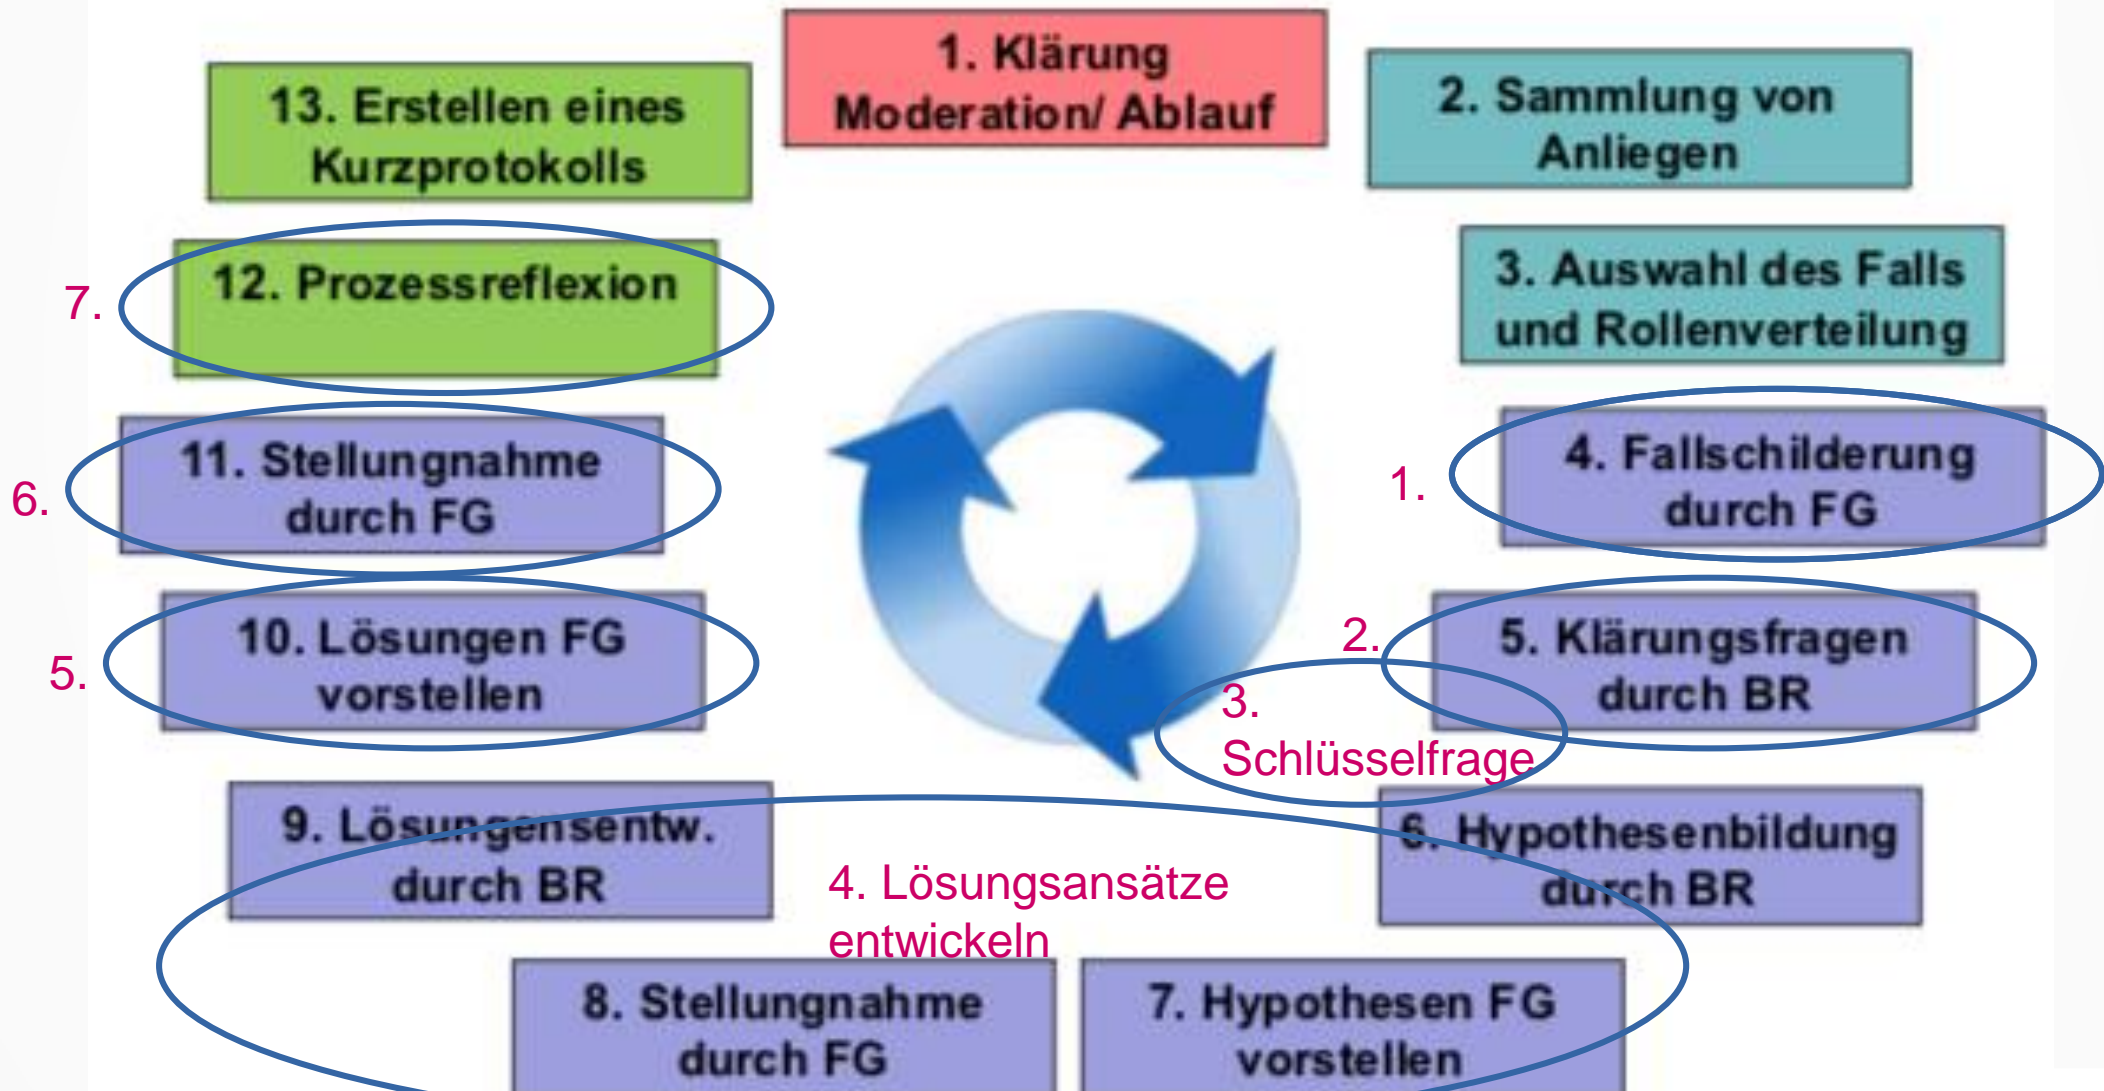 1. Klärung
Moderation/ Ablauf
2. Sammlung von
Anliegen
3. Auswahl des Falls
und Rollenverteilung
1.
4. Fallschilderung
durch FG
2.
5. Klärungsfragen
durch BR
3.
Schlüsselfrage
6. Hypothesenbildung
durch BR
4. Lösungsansätze
entwickeln
7. Hypothesen FG
vorstellen
8. Stellungnahme
durch FG
9. Lösungensentw.
durch BR
5.
10. Lösungen FG
vorstellen
6.
11. Stellungnahme
durch FG
7.
12. Prozessreflexion
13. Erstellen eines
Kurzprotokolls